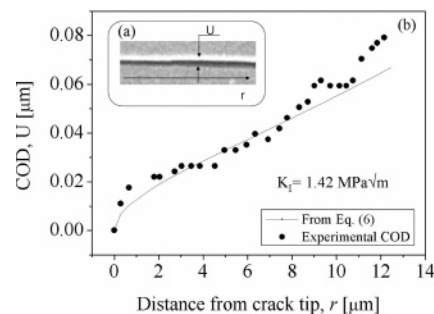 (b)
(a)
U
r
0.08
0.06
0.04
0.02
0.00
COD, U [μm]
K_I= 1.42 MPa√m
From Eq. (6)
Experimental COD
0 2 4 6 8 10 12 14
Distance from crack tip, r [μm]